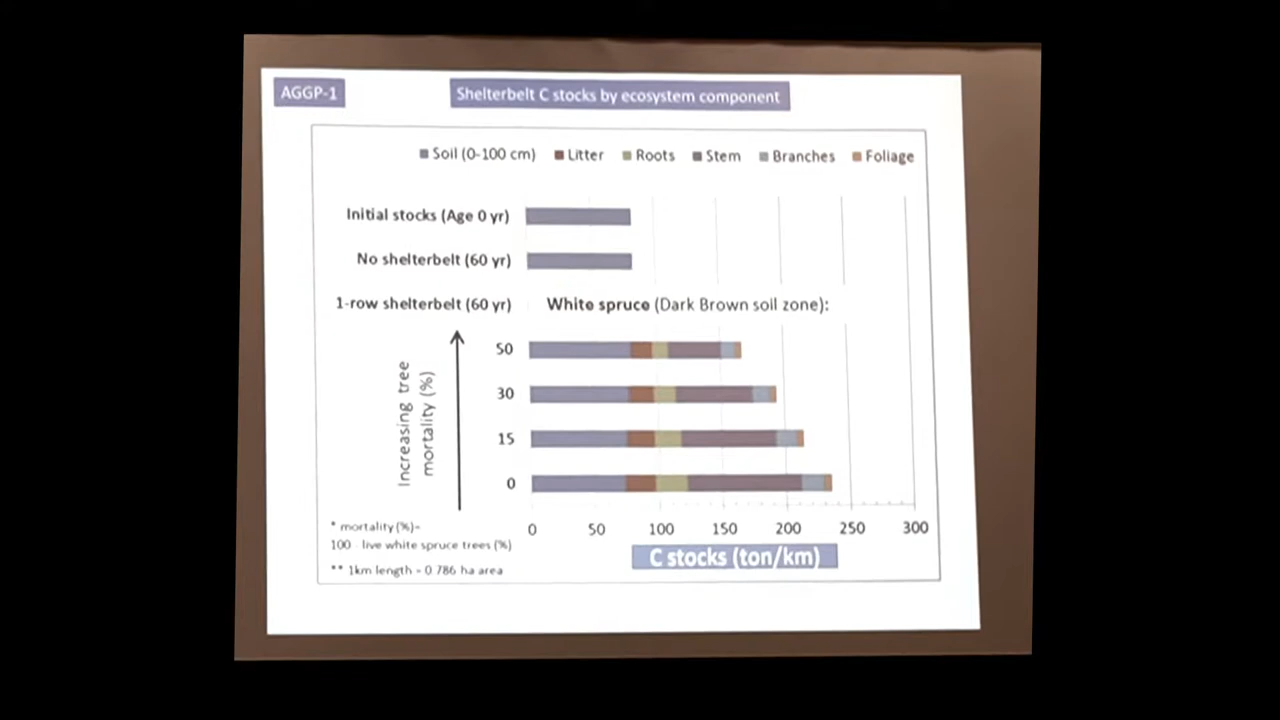 AGGP-1
Shelterbelt C stocks by ecosystem component
Soil (0-100 cm) Litter Roots Stem Branches Foliage
Initial stocks (Age 0 yr)
No shelterbelt (60 yr)
1-row shelterbelt (60 yr) White spruce (Dark Brown soil zone):
Increasing tree
mortality (%)
50
30
15
0
0 50 100 150 200 250 300
C stocks (ton/km)
* mortality (%)=
100 - live white spruce trees (%)
** 1km length = 0.786 ha area